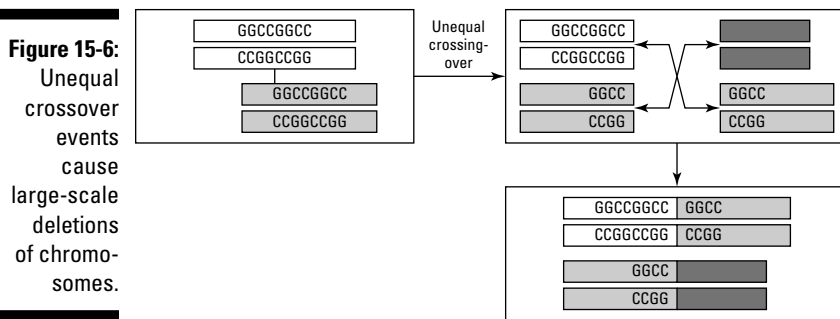 Figure 15-6:
Unequal
crossover
events
cause
large-scale
deletions
of chromo-
somes.
GGCCGGCC
CCGGCCGG
GGCCGGCC
CCGGCCGG
Unequal
crossing-
over
GGCCGGCC
CCGGCCGG
GGCC
CCGG
GGCC
CCGG
GGCCGGCC GGCC
CCGGCCGG CCGG
GGCC
CCGG